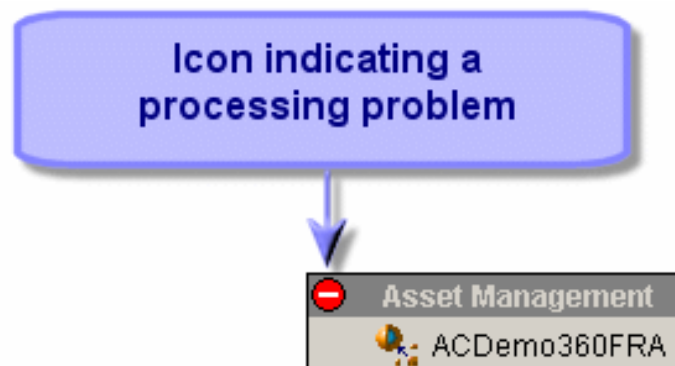 Icon indicating a
processing problem
Asset Management
ACDemo360FRA